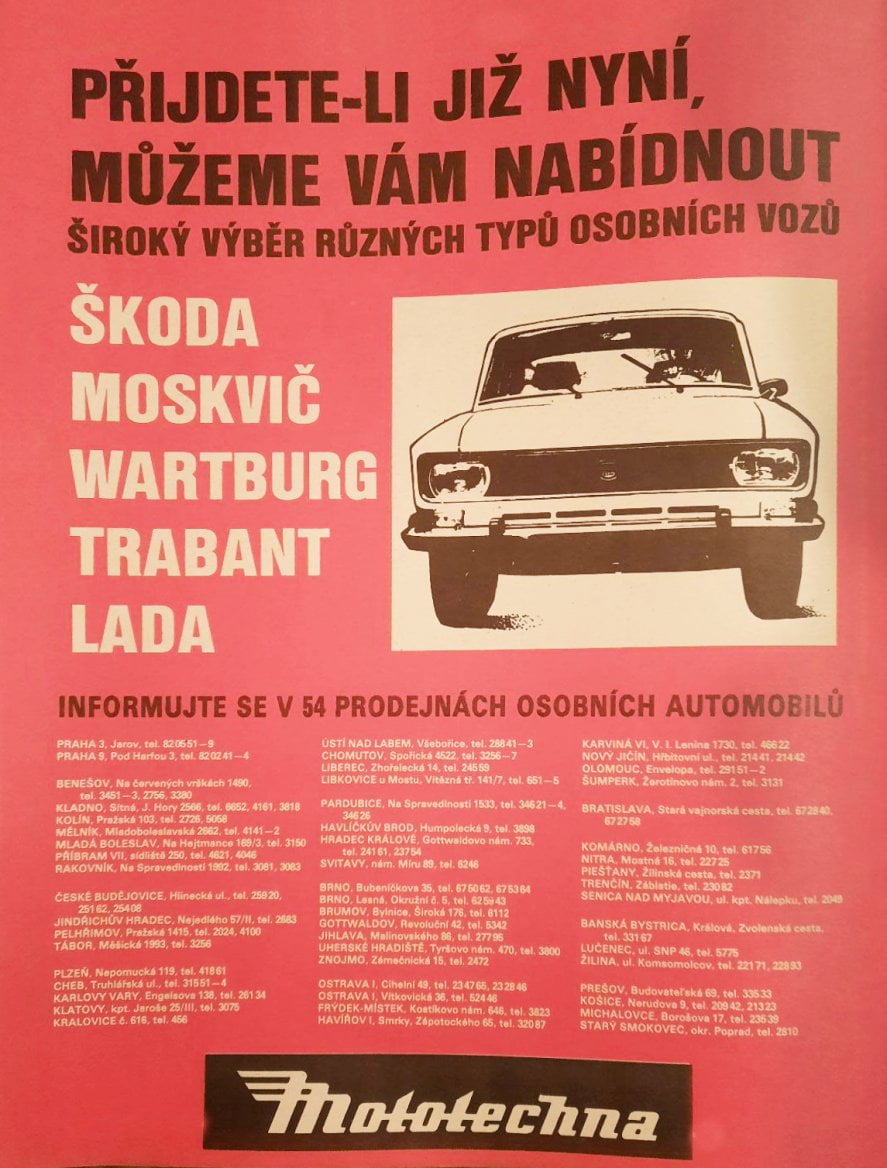 PŘIJDETE-LI JIŽ NYNÍ,
MŮŽEME VÁM NABÍDNOUT
ŠIROKÝ VÝBĚR RŮZNÝCH TYPŮ OSOBNÍCH VOZŮ
ŠKODA
MOSKVIČ
WARTBURG
TRABANT
LADA
INFORMUJTE SE V 54 PRODEJNÁCH OSOBNÍCH AUTOMOBILŮ
PRAHA 3, Jarov, tel. 820551—9
PRAHA 9, Pod Harfou 3, tel. 820241—4
BENEŠOV, Na červených vrškách 1490,
tel. 3451—3, 2756, 3380
KLADNO, Sítná, J. Hory 2566, tel. 6652, 4161, 3818
KOLÍN, Pražská 103, tel. 2726, 5058
MĚLNÍK, Mladoboleslavská 2662, tel. 4141—2
MLADÁ BOLESLAV, Na Hejtmance 169/3, tel. 3150
PŘÍBRAM VII, sídliště 250, tel. 4621, 4046
RAKOVNÍK, Na Spravedlnosti 1992, tel. 3081, 3083
ČESKÉ BUDĚJOVICE, Hlinecká ul., tel. 25920,
25162, 25408
JINDŘICHŮV HRADEC, Nejedlého 57/II, tel. 2683
PELHŘIMOV, Pražská 1415, tel. 2024, 4100
TÁBOR, Měšická 1993, tel. 3256
PLZEŇ, Nepomucká 119, tel. 41861
CHEB, Truhlářská ul., tel. 31551—4
KARLOVY VARY, Engelsova 138, tel. 26134
KLATOVY, kpt. Jaroše 25/III, tel. 3075
KRALOVICE č. 616, tel. 456
ÚSTÍ NAD LABEM, Všebořice, tel. 28841—3
CHOMUTOV, Spořická 4522, tel. 3256—7
LIBEREC, Zhořelecká 14, tel. 24569
LIBKOVICE u Mostu, Vítězná tř. 141/7, tel. 651—5
PARDUBICE, Na Spravedlnosti 1533, tel. 34621—4,
34626
HAVLÍČKŮV BROD, Humpolecká 9, tel. 3898
HRADEC KRÁLOVÉ, Gottwaldovo nám. 733,
tel. 24161, 23754
SVITAVY, nám. Míru 89, tel. 6246
BRNO, Bubeníčkova 35, tel. 675062, 675364
BRNO, Lesná, Okružní č. 5, tel. 625943
BRUMOV, Bylnice, Široká 176, tel. 6112
GOTTWALDOV, Revoluční 42, tel. 5342
JIHLAVA, Malinovského 86, tel. 27795
UHERSKÉ HRADIŠTĚ, Tyršovo nám. 470, tel. 3800
ZNOJMO, Zámečnická 15, tel. 2472
OSTRAVA I, Cihelní 49, tel. 234765, 232846
OSTRAVA I, Vítkovická 36, tel. 52446
FRÝDEK-MÍSTEK, Kostikovo nám. 646, tel. 3823
HAVÍŘOV I, Smrky, Zápotockého 65, tel. 32087
KARVINÁ VI, V. I. Lenina 1730, tel. 46622
NOVÝ JIČÍN, Hřbitovní ul., tel. 21441, 21442
OLOMOUC, Envelopa, tel. 29151—2
ŠUMPERK, Žerotínovo nám. 2, tel. 3131
BRATISLAVA, Stará vajnorská cesta, tel. 672840,
672758
KOMÁRNO, Železničná 10, tel. 61756
NITRA, Mostná 16, tel. 22725
PIEŠŤANY, Žilinská cesta, tel. 2371
TRENČÍN, Záblatie, tel. 23082
SENICA NAD MYJAVOU, ul. kpt. Nálepku, tel. 2049
BANSKÁ BYSTRICA, Králová, Zvolenská cesta,
tel. 33167
LUČENEC, ul. SNP 46, tel. 5775
ŽILINA, ul. Komsomolcov, tel. 22171, 22893
PREŠOV, Budovateľská 69, tel. 33533
KOŠICE, Nerudova 9, tel. 20942, 21323
MICHALOVCE, Borošova 17, tel. 23539
STARÝ SMOKOVEC, okr. Poprad, tel. 2810
Mototechna